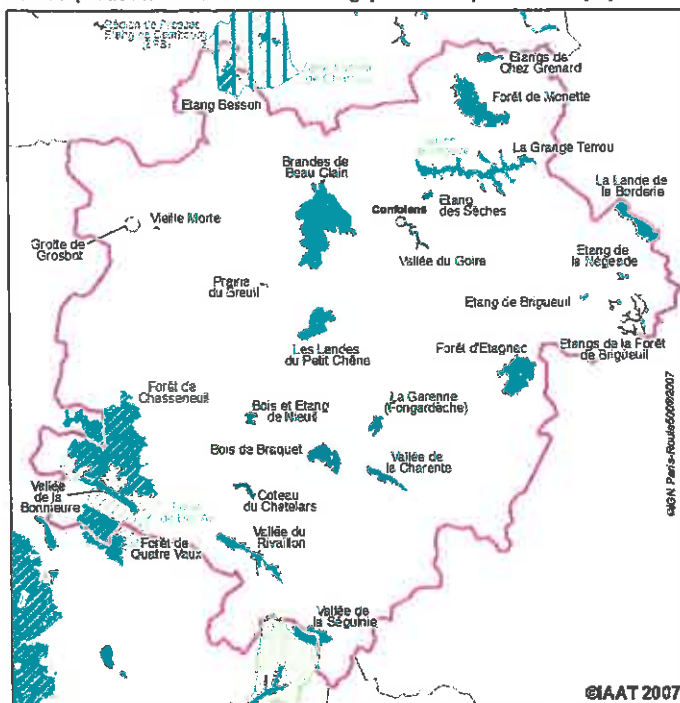 Etangs de
Chez Grenard
Etang Besson
Forêt de Monette
La Grange Terrou
Brandes de
Beau Clain
La Lande de
la Borderie
Etang
des Sèches
Confolens
Vieille Morte
Grotte de
Grosbot
Vallée du Goire
Etang de
la Négende
Prairie
du Breuil
Etang de Brigueuil
Les Landes
du Petit Chêne
Forêt d'Etagnac
Etangs de la Forêt
de Brigueuil
Forêt de
Chasseneuil
Bois et Etang
de Nieuil
La Garenne
(Fongardèche)
Bois de Braquet
Vallée de
la Charente
Vallée
de la
Bonnieure
Coteau
du Chatelars
Forêt de
Quatre Vaux
Vallée du
Rivaillon
Vallée de
la Séguinie
©IAAT 2007